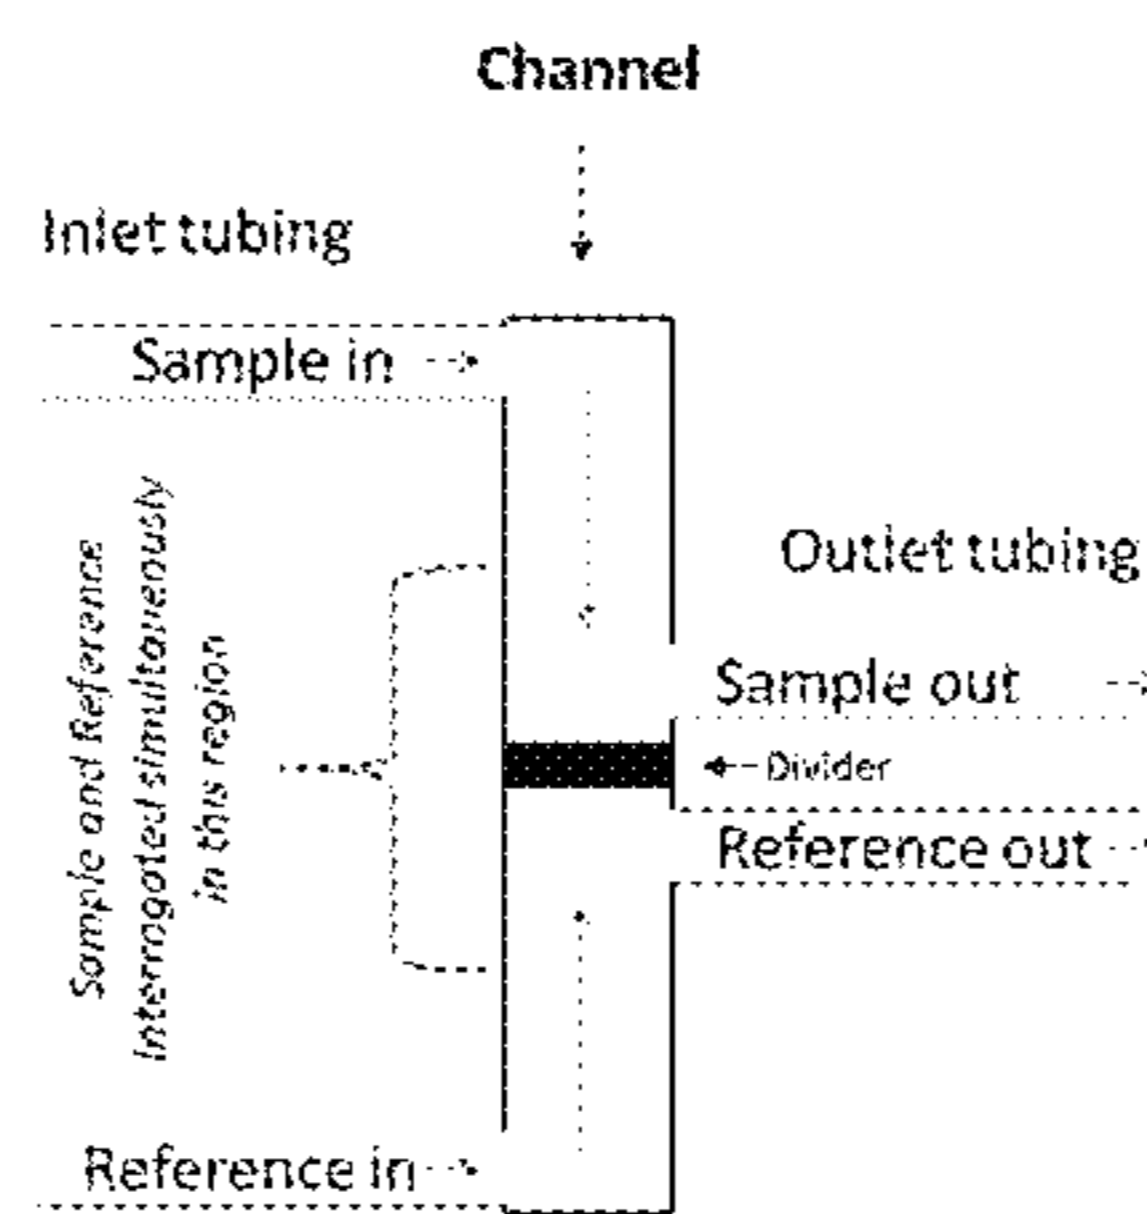 Channel
Inlet tubing
Sample in
Sample and Reference
Interrogated simultaneously
in this region
Outlet tubing
Sample out
Divider
Reference out
Reference in